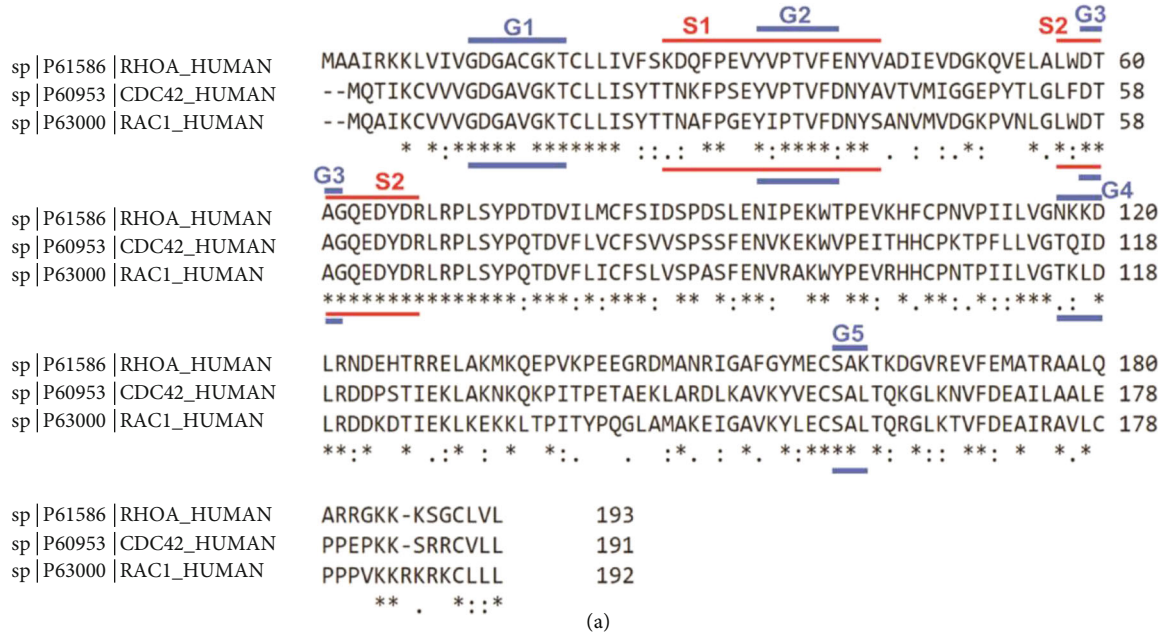 G1 S1 G2 S2 G3
sp|P61586|RHOA_HUMAN MAAIRKKLVIVGDGACGKTCLLIVFSKDQFPEVYVPTVFENYVADIEVDGKQVELALWDT 60
sp|P60953|CDC42_HUMAN --MQTIKCVVVGDGAVGKTCLLISYTTNKFPSEYVPTVFDNYAVTVMIGGEPYTLGLFDT 58
sp|P63000|RAC1_HUMAN --MQAIKCVVVGDGAVGKTCLLISYTTNAFPGEYIPTVFDNYSANVMVDGKPVNLGLWDT 58
* *:***** ******* ::.: ** *:****:** . : :.*: *.*:**
G3 S2 G4
sp|P61586|RHOA_HUMAN AGQEDYDRLRPLSYPDTDVILMCFSIDSPDSLENIPEKWTPEVKHFCPNVPIILVGNKKD 120
sp|P60953|CDC42_HUMAN AGQEDYDRLRPLSYPQTDVFLVCFSVVSPSSFENVKEKWVPEITHHCPKTPFLLVGTQID 118
sp|P63000|RAC1_HUMAN AGQEDYDRLRPLSYPQTDVFLICFSLVSPASFENVRAKWYPEVRHHCPNTPIILVGTKLD 118
***************:***:*:***: ** *:**: ** **: *.**:.*::***.: *
G5
sp|P61586|RHOA_HUMAN LRNDEHTRRELAKMKQEPVKPEEGRDMANRIGAFGYMECSAKTKDGVREVFEMATRAALQ 180
sp|P60953|CDC42_HUMAN LRDDPSTIEKLAKNKQKPITPETAEKLARDLKAVKYVECSALTQKGLKNVFDEAILAALE 178
sp|P63000|RAC1_HUMAN LRDDKDTIEKLKEKKLTPITYPQGLAMAKEIGAVKYLECSALTQRGLKTVFDEAIRAVLC 178
**:* * .:* : * *:. . :*. : *. *:**** *: *:: **: * *.*
sp|P61586|RHOA_HUMAN ARRGKK-KSGCLVL 193
sp|P60953|CDC42_HUMAN PPEPKK-SRRCVLL 191
sp|P63000|RAC1_HUMAN PPPVKKRKRKCLLL 192
** . *::*
(a)